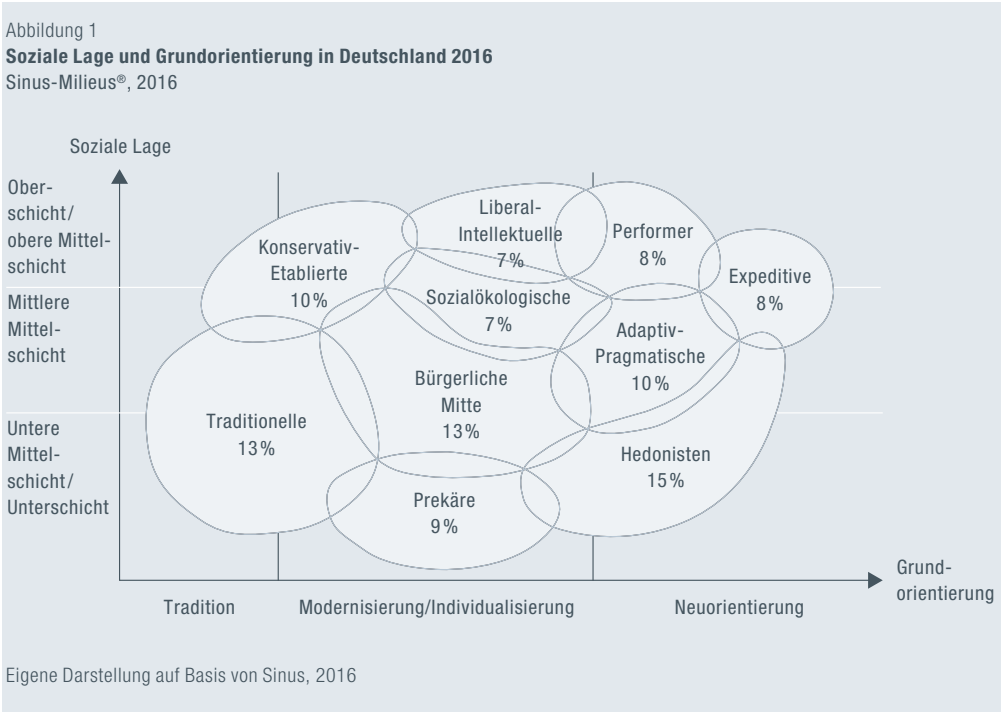 Abbildung 1
Soziale Lage und Grundorientierung in Deutschland 2016
Sinus-Milieus®, 2016
Soziale Lage
Ober-
schicht/
obere Mittel-
schicht
Mittlere
Mittel-
schicht
Untere
Mittel-
schicht/
Unterschicht
Konservativ-
Etablierte
10 %
Liberal-
Intellektuelle
7 %
Performer
8 %
Expeditive
8 %
Sozialökologische
7 %
Adaptiv-
Pragmatische
10 %
Bürgerliche
Mitte
13 %
Traditionelle
13 %
Hedonisten
15 %
Prekäre
9 %
Grund-
orientierung
Tradition
Modernisierung/Individualisierung
Neuorientierung
Eigene Darstellung auf Basis von Sinus, 2016